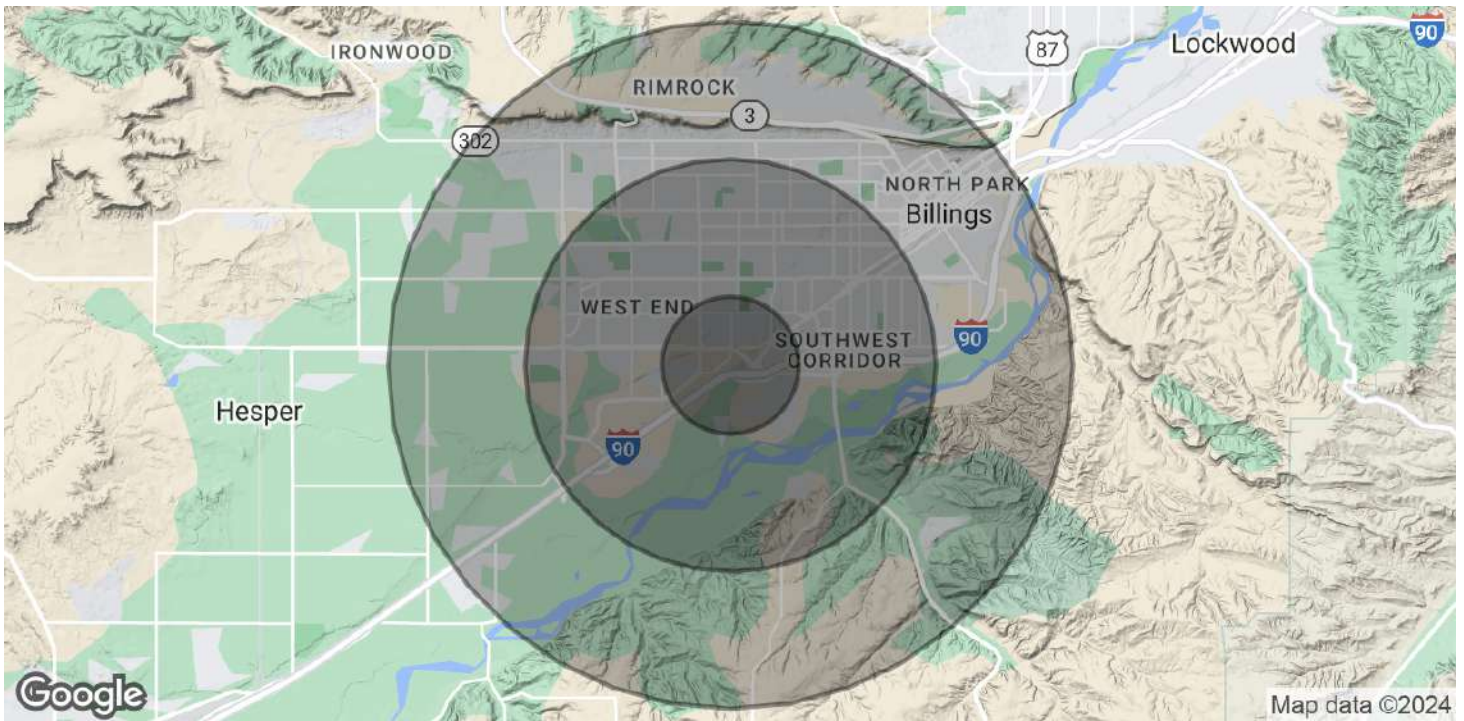 IRONWOOD
87
Lockwood
90
RIMROCK
3
302
NORTH PARK
Billings
WEST END
SOUTHWEST
CORRIDOR
90
Hesper
90
Google
Map data ©2024